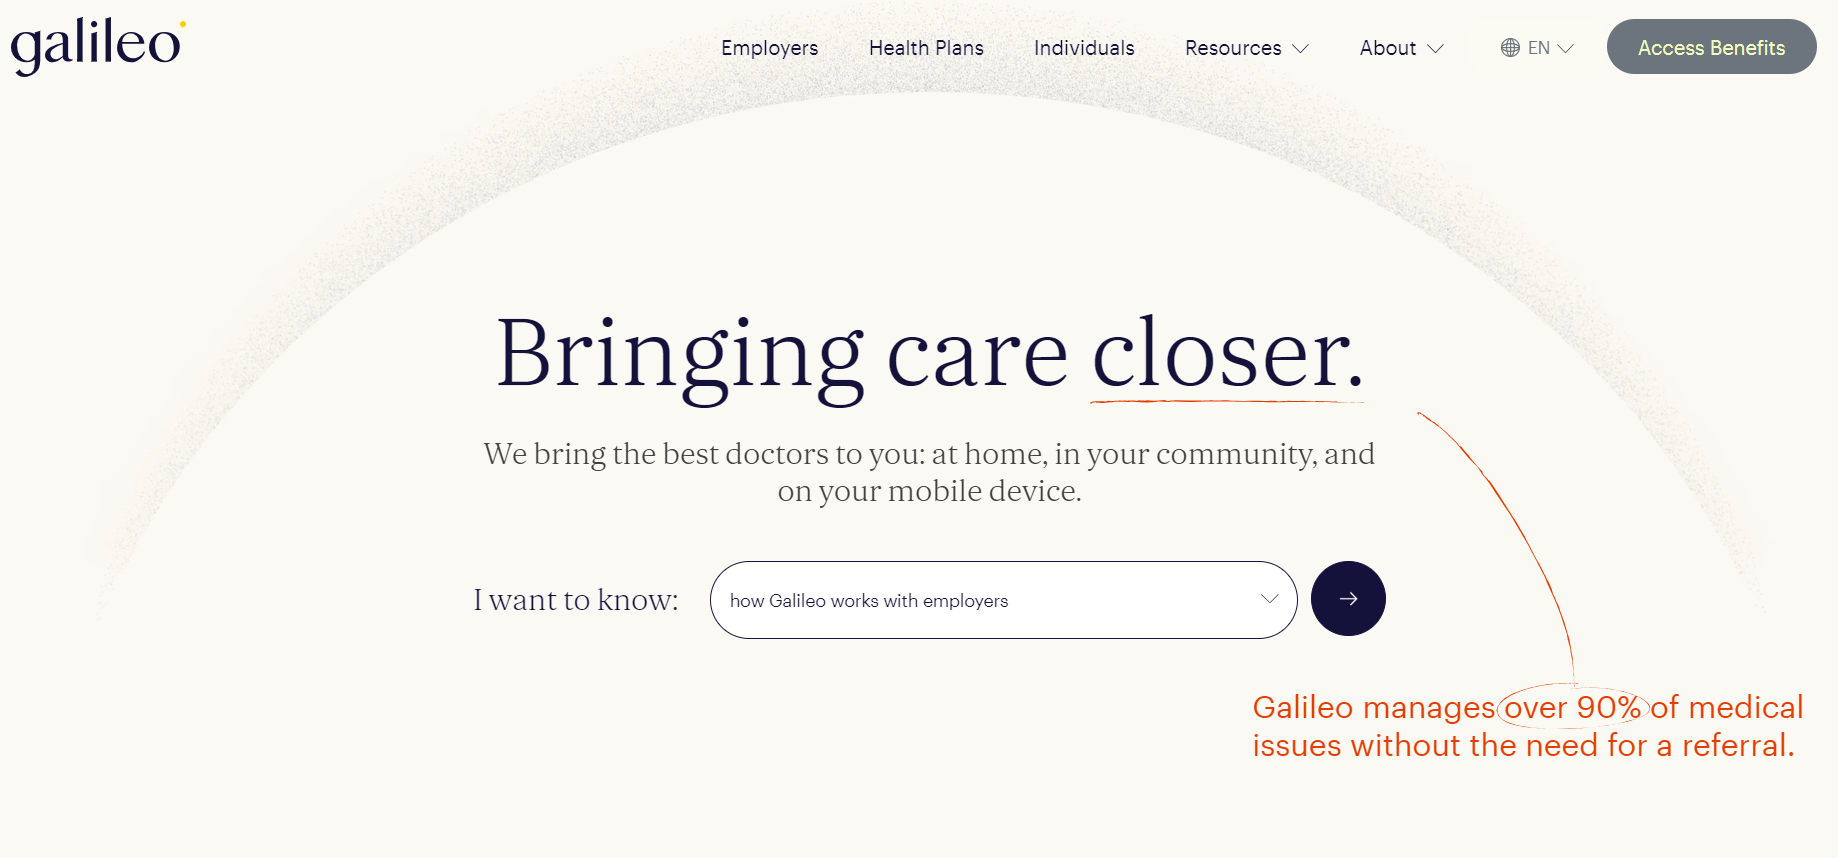 galileo
Employers
Health Plans
Individuals
Resources
About
EN
Access Benefits
Bringing care closer.
We bring the best doctors to you: at home, in your community, and
on your mobile device.
I want to know:
how Galileo works with employers
Galileo manages over 90% of medical
issues without the need for a referral.